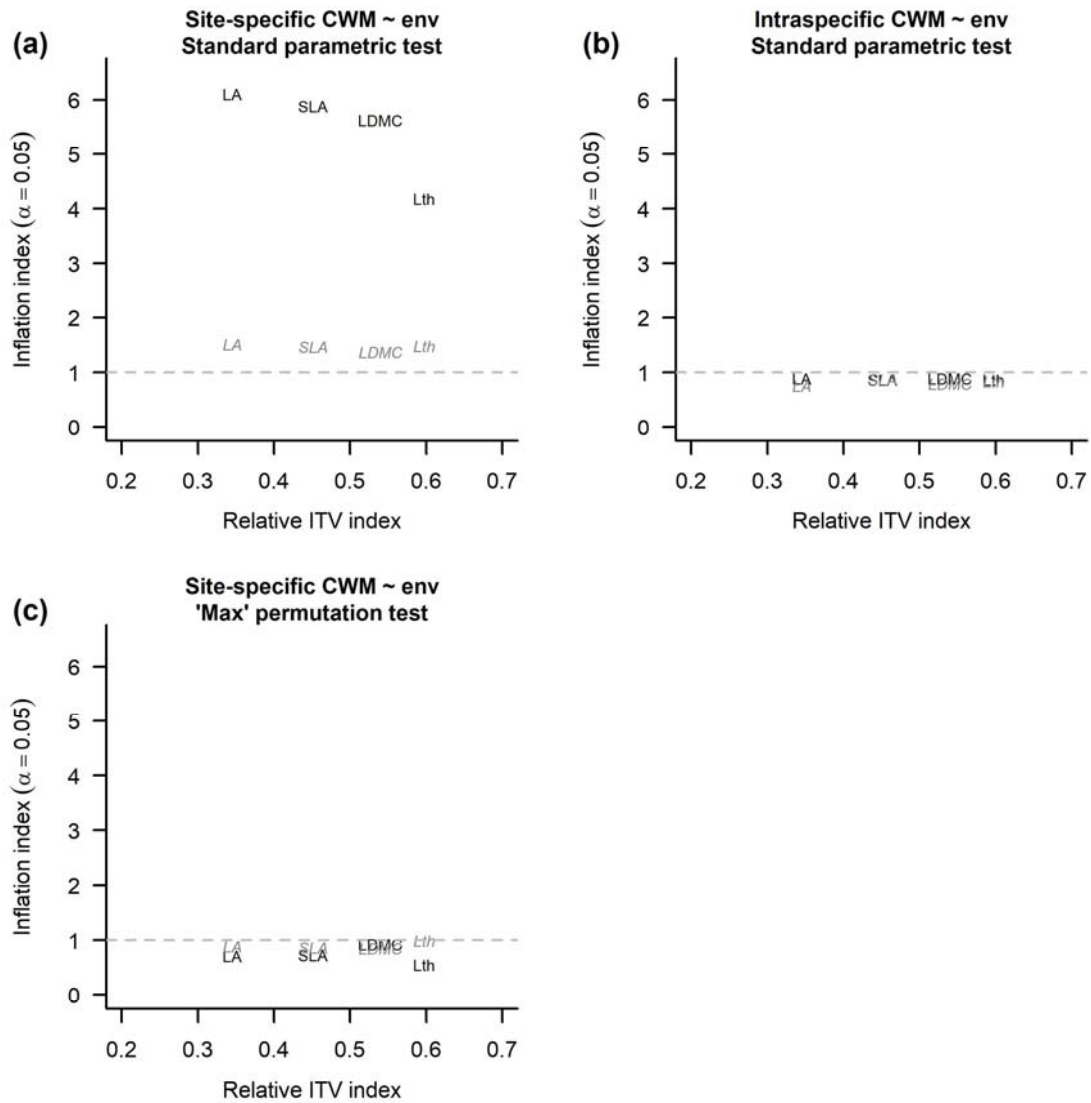 (a)
Site-specific CWM ~ env
Standard parametric test
Inflation index (α = 0.05)
6
5
4
3
2
1
0
LA
SLA
LDMC
Lth
LA
SLA
LDMC
Lth
0.2 0.3 0.4 0.5 0.6 0.7
Relative ITV index
(b)
Intraspecific CWM ~ env
Standard parametric test
Inflation index (α = 0.05)
6
5
4
3
2
1
0
LA
SLA
LDMC
Lth
LA
LDMC
0.2 0.3 0.4 0.5 0.6 0.7
Relative ITV index
(c)
Site-specific CWM ~ env
'Max' permutation test
Inflation index (α = 0.05)
6
5
4
3
2
1
0
LA
SLA
LDMC
Lth
LA
SLA
LDMC
Lth
0.2 0.3 0.4 0.5 0.6 0.7
Relative ITV index